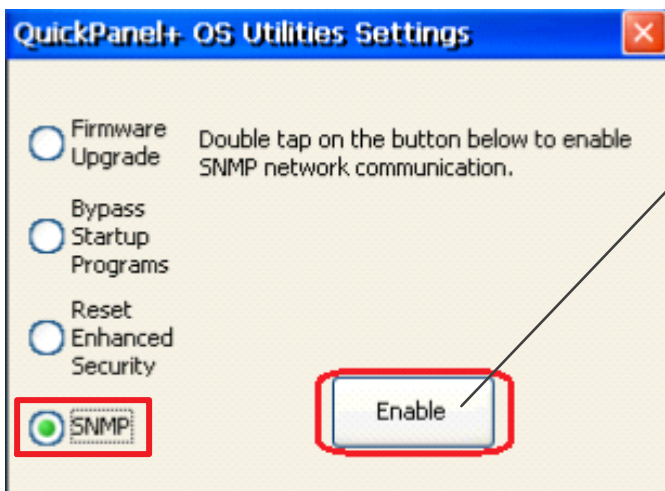 QuickPanel+ OS Utilities Settings
Firmware
Upgrade
Double tap on the button below to enable
SNMP network communication.
Bypass
Startup
Programs
Reset
Enhanced
Security
SNMP
Enable